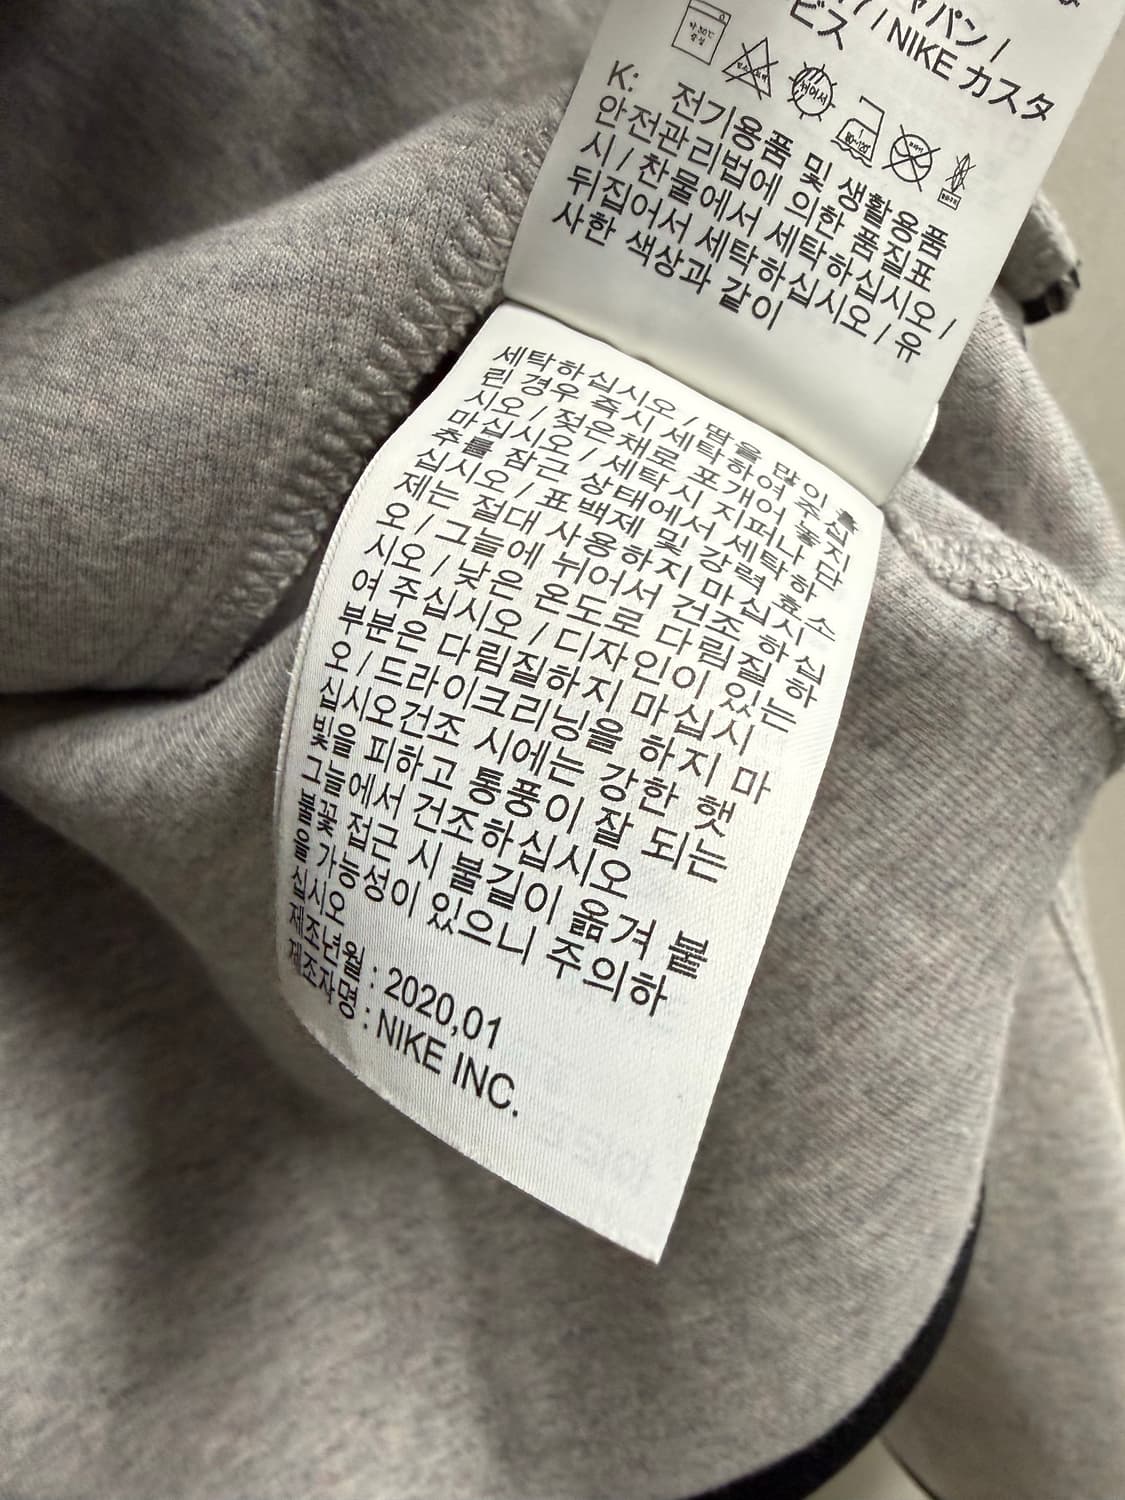 ャパン /
/ NIKE カスタ
ビス
K: 전기용품 및 생활용품
안전관리법에 의한 품질표
시 / 찬물에서 세탁하십시오 /
뒤집어서 세탁하십시오 / 유
사한 색상과 같이
세탁하십시오 / 땀을 많이 흘
린 경우 즉시 세탁하여 주십
시오 / 젖은채로 포개어 놓지
마십시오 / 세탁시 지퍼나 단
추를 잠근 상태에서 세탁하
십시오 / 표백제 및 강력 효소
제는 절대 사용하지 마십시
오 / 그늘에 뉘어서 건조 하십
시오 / 낮은 온도로 다림질하
여 주십시오 / 디자인이 있는
부분은 다림질하지 마십시
오 / 드라이크리닝을 하지 마
십시오건조 시에는 강한 햇
빛을 피하고 통풍이 잘 되는
그늘에서 건조하십시오
불꽃 접근 시 불길이 옮겨 붙
을 가능성이 있으니 주의하
십시오
제조년월 : 2020,01
제조자명 : NIKE INC.